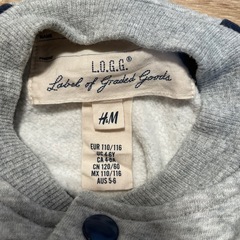 L.O.G.G.®
Label of Graded Goods
H&M
EUR 110/116
US 4-6Y
CA 4-6A
CN 120/60
MX 110/116
AUS 5-6